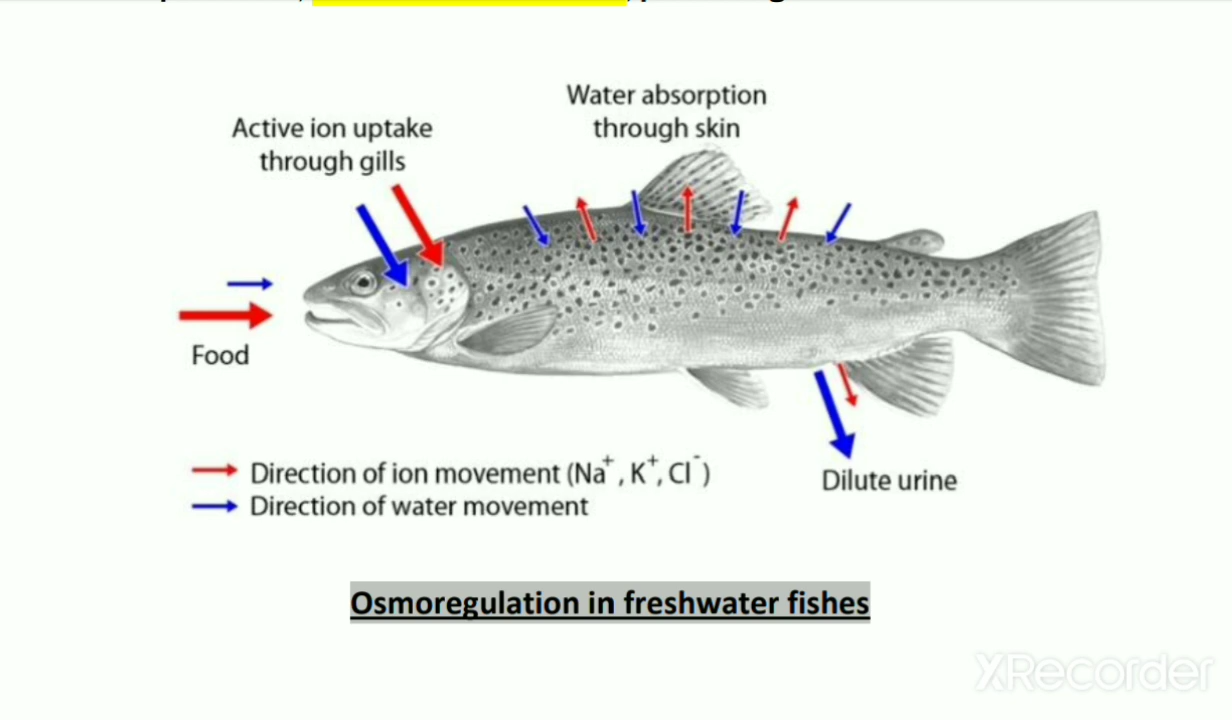 Water absorption
through skin
Active ion uptake
through gills
Food
Direction of ion movement (Na⁺, K⁺, Cl⁻)
Direction of water movement
Dilute urine
Osmoregulation in freshwater fishes
XRecorder